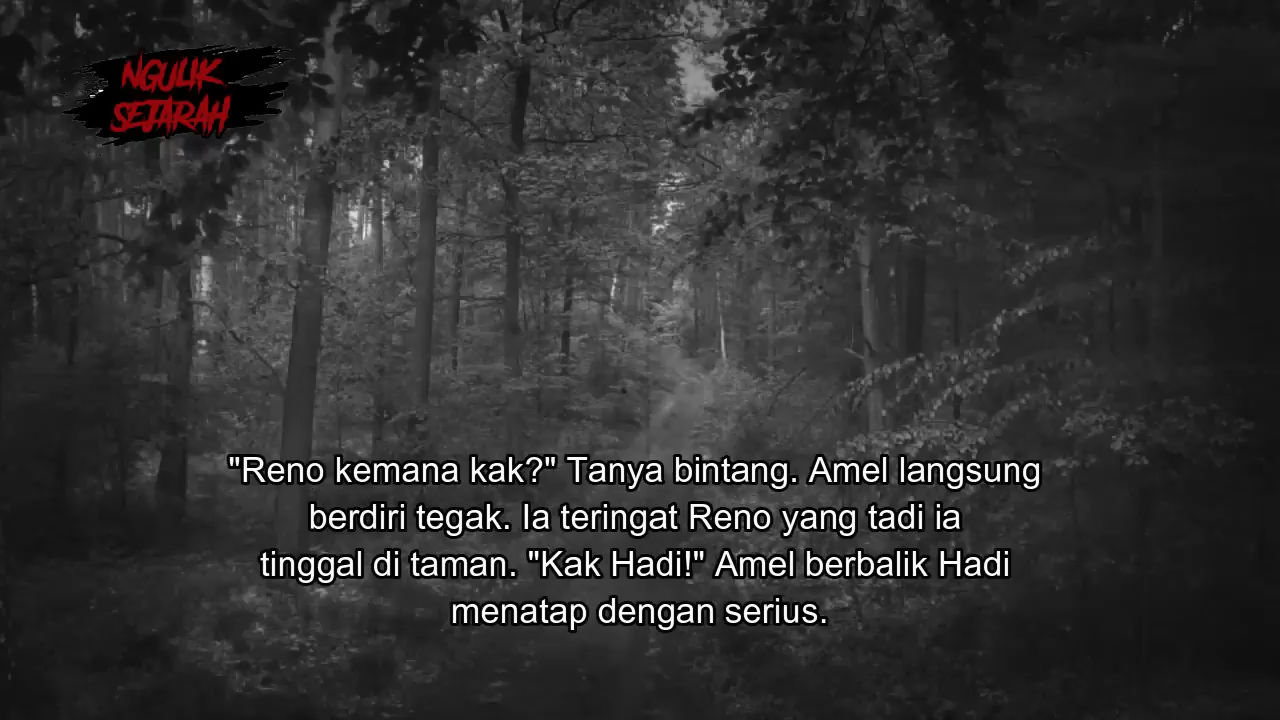 NGULIK
SEJARAH
"Reno kemana kak?" Tanya bintang. Amel langsung
berdiri tegak. Ia teringat Reno yang tadi ia
tinggal di taman. "Kak Hadi!" Amel berbalik Hadi
menatap dengan serius.